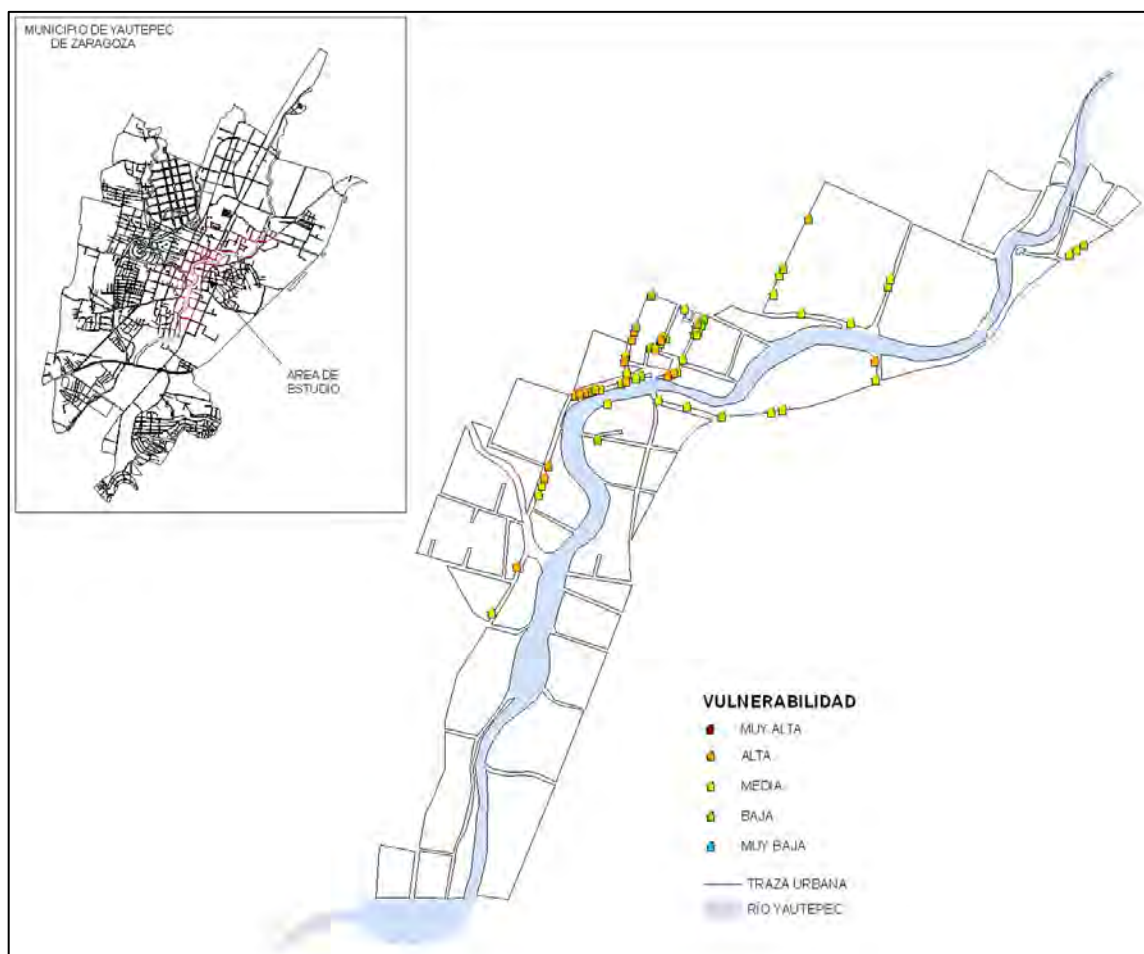 MUNICIPIO DE YAUTEPEC
DE ZARAGOZA
AREA DE
ESTUDIO
VULNERABILIDAD
MUY ALTA
ALTA
MEDIA
BAJA
MUY BAJA
TRAZA URBANA
RÍO YAUTEPEC